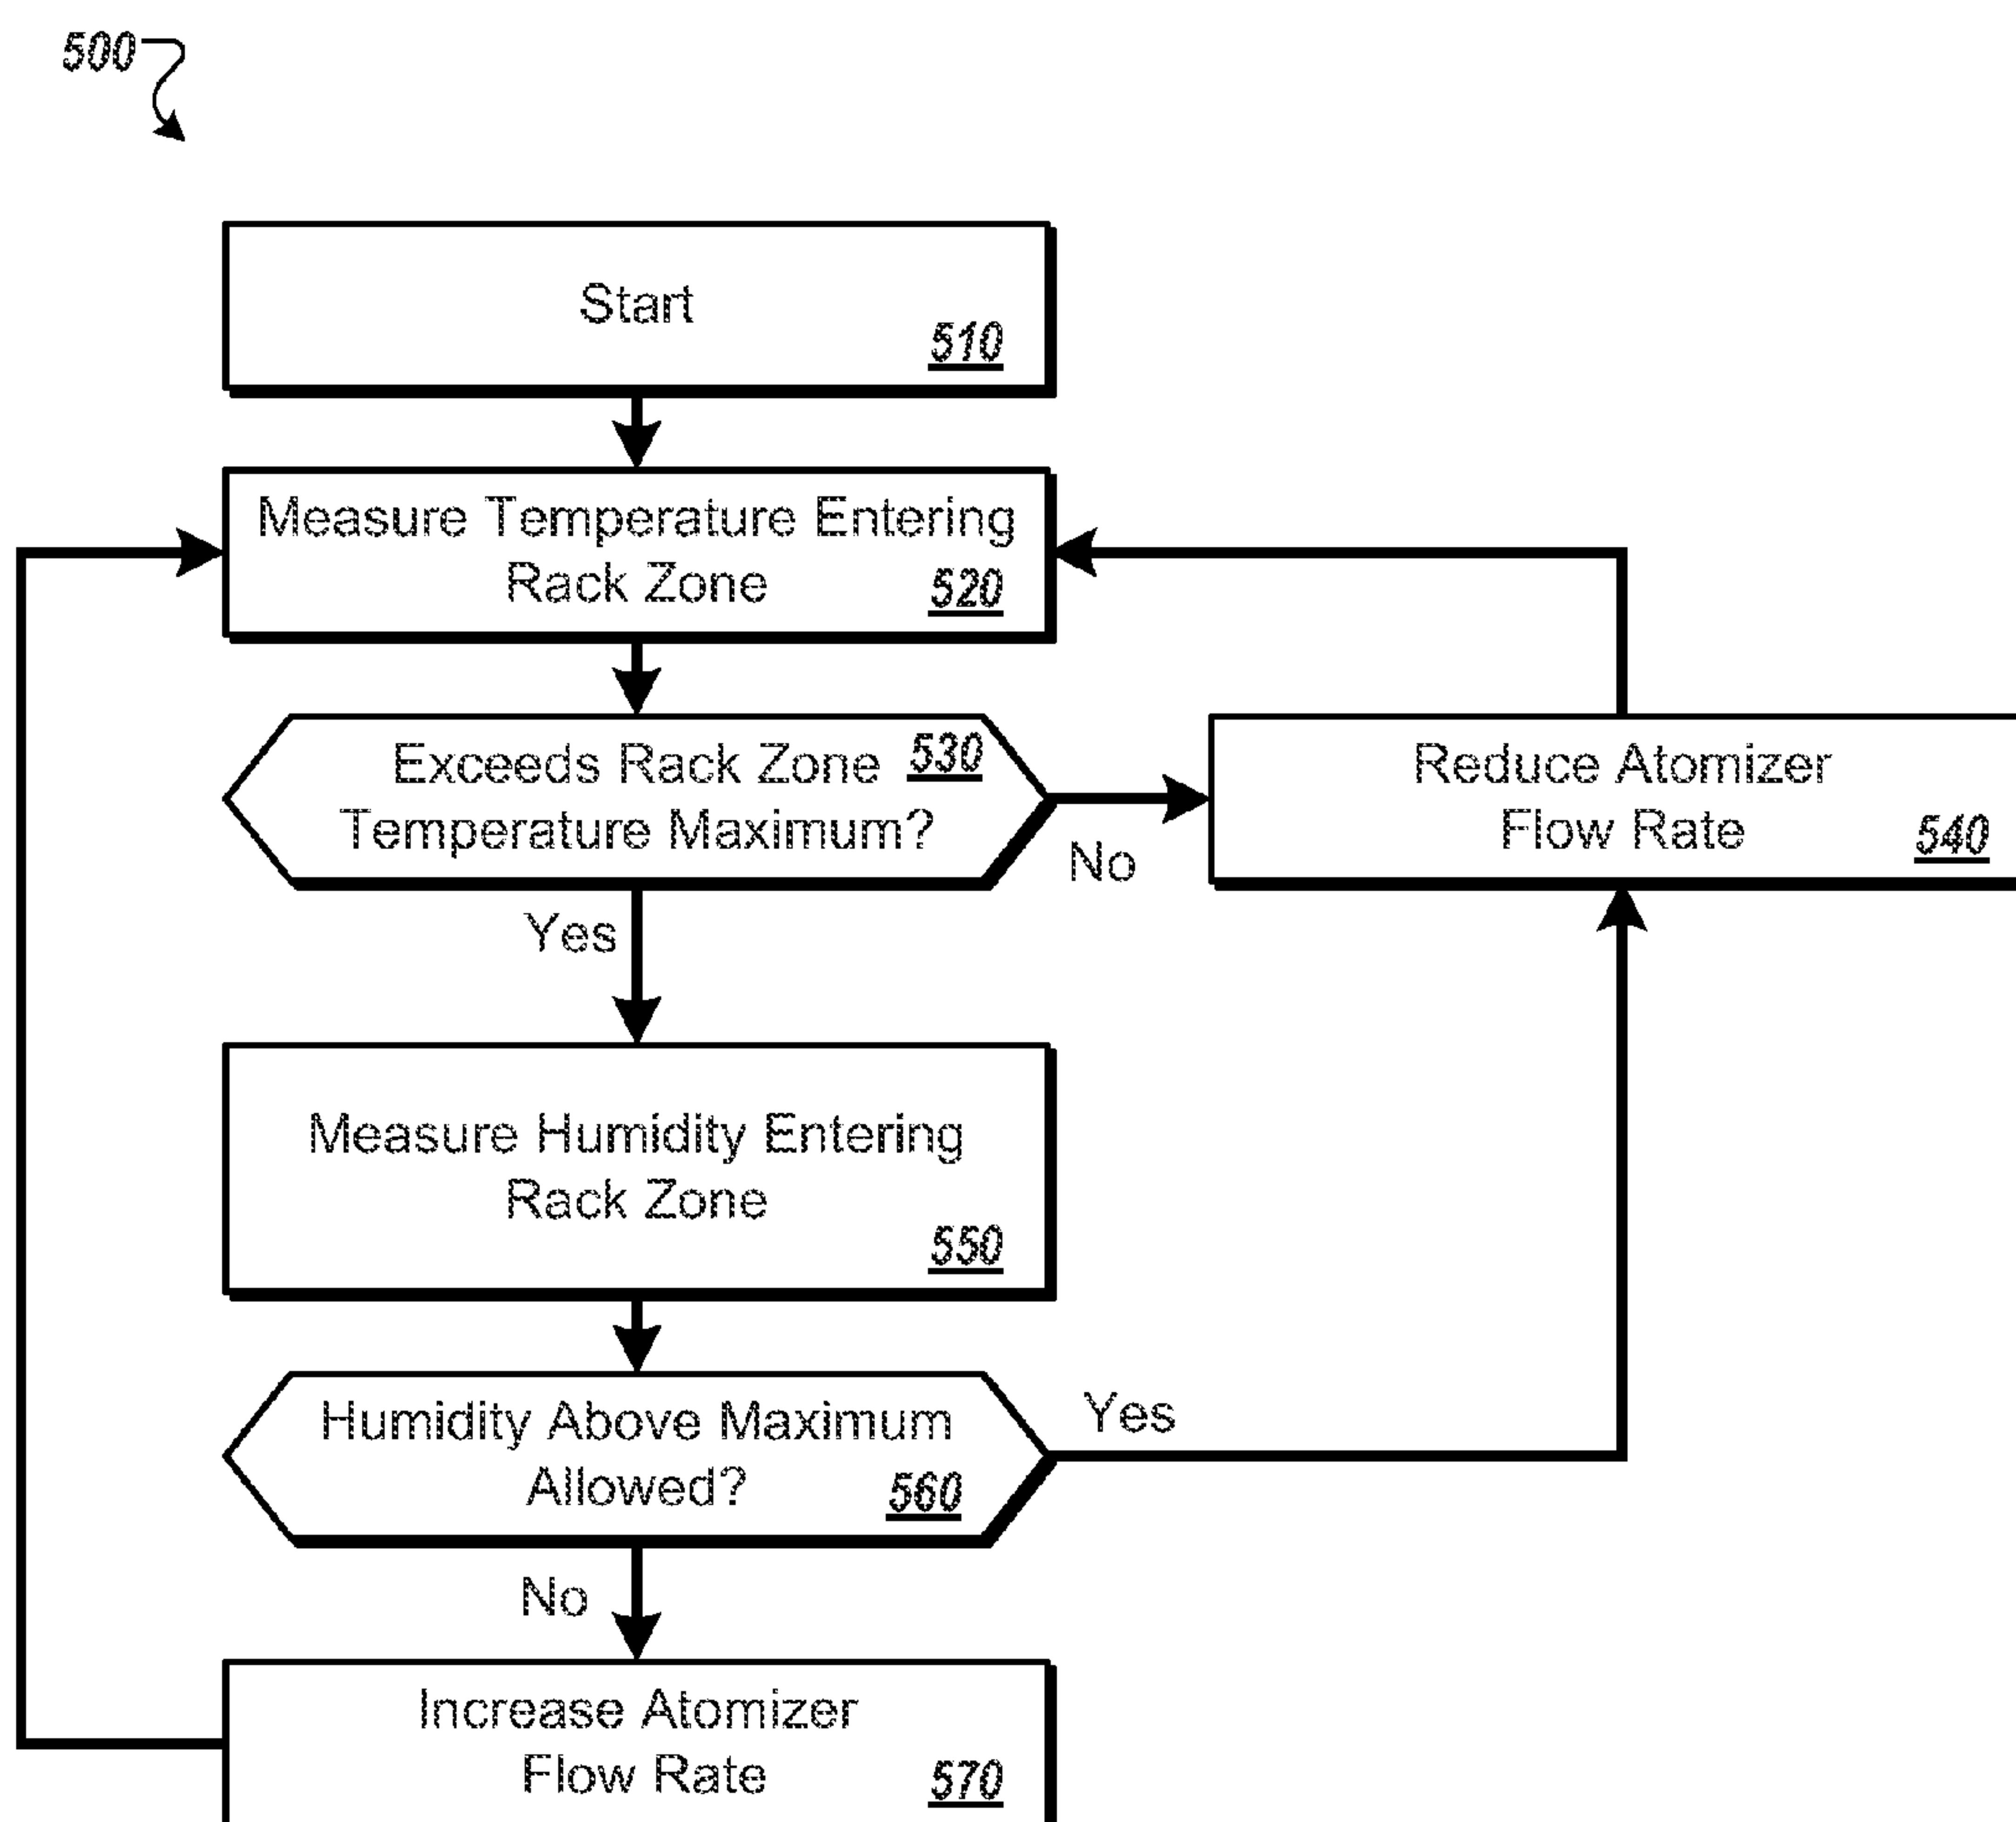 500
Start
510
Measure Temperature Entering
Rack Zone
520
Exceeds Rack Zone
530
Temperature Maximum?
No
Reduce Atomizer
Flow Rate
540
Yes
Measure Humidity Entering
Rack Zone
550
Humidity Above Maximum
Allowed?
560
Yes
No
Increase Atomizer
Flow Rate
570